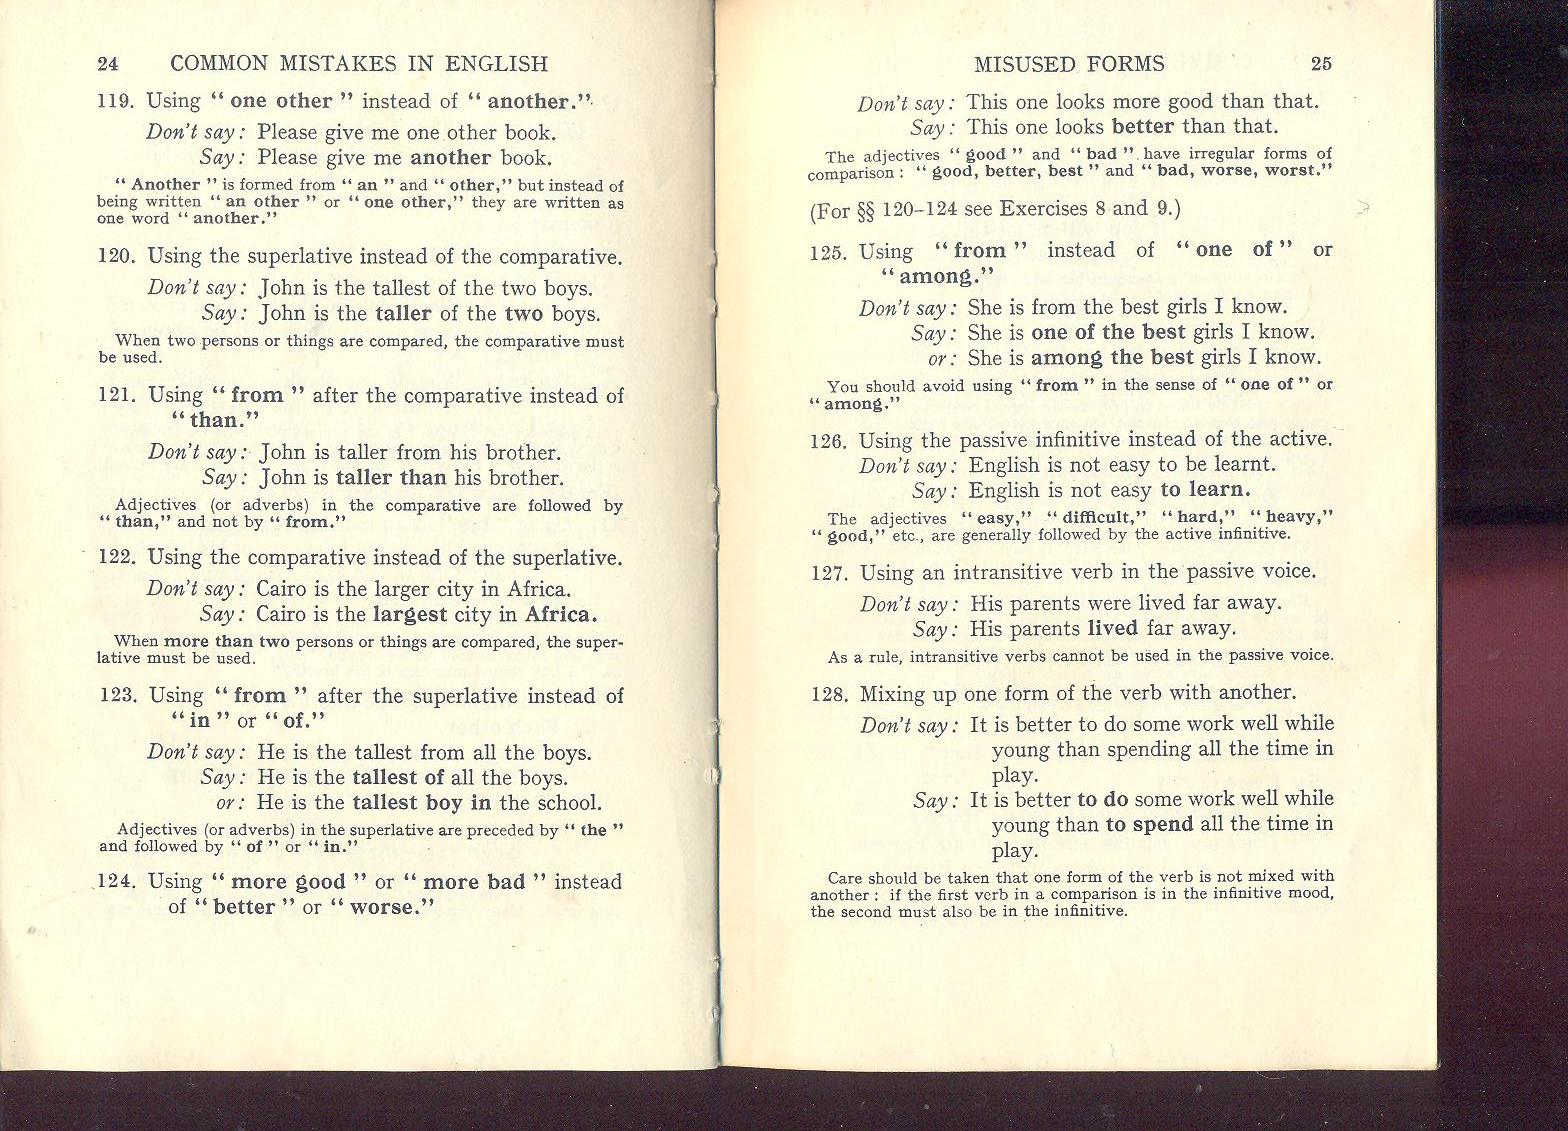 24 COMMON MISTAKES IN ENGLISH
119. Using “ one other ” instead of “ another.”
Don't say : Please give me one other book.
Say : Please give me another book.
“ Another ” is formed from “ an ” and “ other,” but instead of
being written “ an other ” or “ one other,” they are written as
one word “ another.”
120. Using the superlative instead of the comparative.
Don't say : John is the tallest of the two boys.
Say : John is the taller of the two boys.
When two persons or things are compared, the comparative must
be used.
121. Using “ from ” after the comparative instead of
“ than.”
Don't say : John is taller from his brother.
Say : John is taller than his brother.
Adjectives (or adverbs) in the comparative are followed by
“ than,” and not by “ from.”
122. Using the comparative instead of the superlative.
Don't say : Cairo is the larger city in Africa.
Say : Cairo is the largest city in Africa.
When more than two persons or things are compared, the super-
lative must be used.
123. Using “ from ” after the superlative instead of
“ in ” or “ of.”
Don't say : He is the tallest from all the boys.
Say : He is the tallest of all the boys.
or : He is the tallest boy in the school.
Adjectives (or adverbs) in the superlative are preceded by “ the ”
and followed by “ of ” or “ in.”
124. Using “ more good ” or “ more bad ” instead
of “ better ” or “ worse.”
MISUSED FORMS 25
Don't say : This one looks more good than that.
Say : This one looks better than that.
The adjectives “ good ” and “ bad ” have irregular forms of
comparison : “ good, better, best ” and “ bad, worse, worst.”
(For §§ 120–124 see Exercises 8 and 9.)
125. Using “ from ” instead of “ one of ” or
“ among.”
Don't say : She is from the best girls I know.
Say : She is one of the best girls I know.
or : She is among the best girls I know.
You should avoid using “ from ” in the sense of “ one of ” or
“ among.”
126. Using the passive infinitive instead of the active.
Don't say : English is not easy to be learnt.
Say : English is not easy to learn.
The adjectives “ easy,” “ difficult,” “ hard,” “ heavy,”
“ good,” etc., are generally followed by the active infinitive.
127. Using an intransitive verb in the passive voice.
Don't say : His parents were lived far away.
Say : His parents lived far away.
As a rule, intransitive verbs cannot be used in the passive voice.
128. Mixing up one form of the verb with another.
Don't say : It is better to do some work well while
young than spending all the time in
play.
Say : It is better to do some work well while
young than to spend all the time in
play.
Care should be taken that one form of the verb is not mixed with
another : if the first verb in a comparison is in the infinitive mood,
the second must also be in the infinitive.